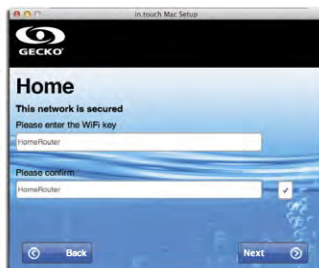 in.touch Mac Setup
GECKO
Home
This network is secured
Please enter the WiFi key
HomeRouter
Please confirm
HomeRouter
Back
Next